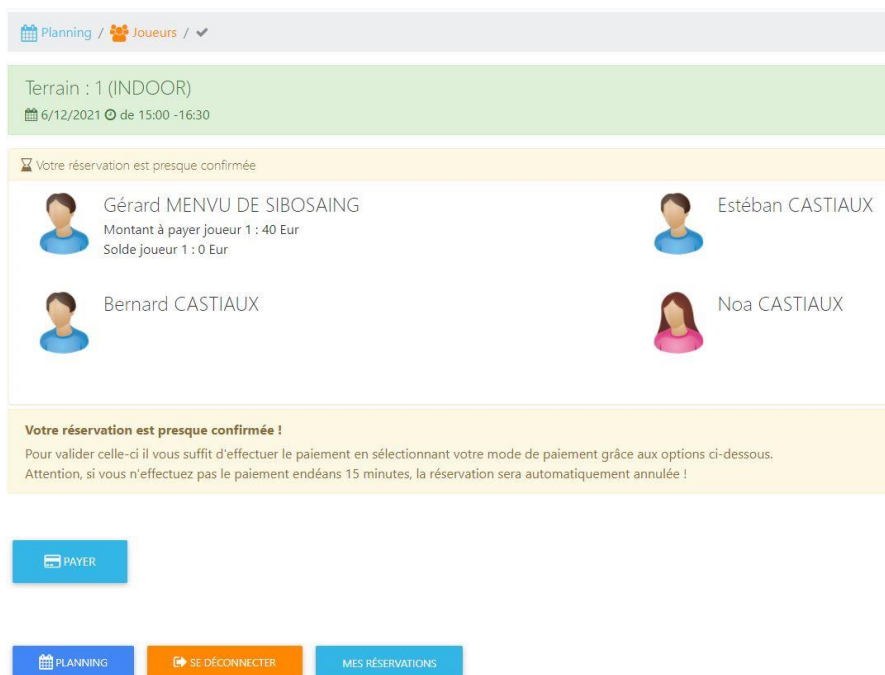 Planning / Joueurs /
Terrain : 1 (INDOOR)
6/12/2021 de 15:00 -16:30
Votre réservation est presque confirmée
Gérard MENVU DE SIBOSAING
Montant à payer joueur 1 : 40 Eur
Solde joueur 1 : 0 Eur
Estéban CASTIAUX
Bernard CASTIAUX
Noa CASTIAUX
Votre réservation est presque confirmée !
Pour valider celle-ci il vous suffit d'effectuer le paiement en sélectionnant votre mode de paiement grâce aux options ci-dessous.
Attention, si vous n'effectuez pas le paiement endéans 15 minutes, la réservation sera automatiquement annulée !
PAYER
PLANNING
SE DÉCONNECTER
MES RÉSERVATIONS